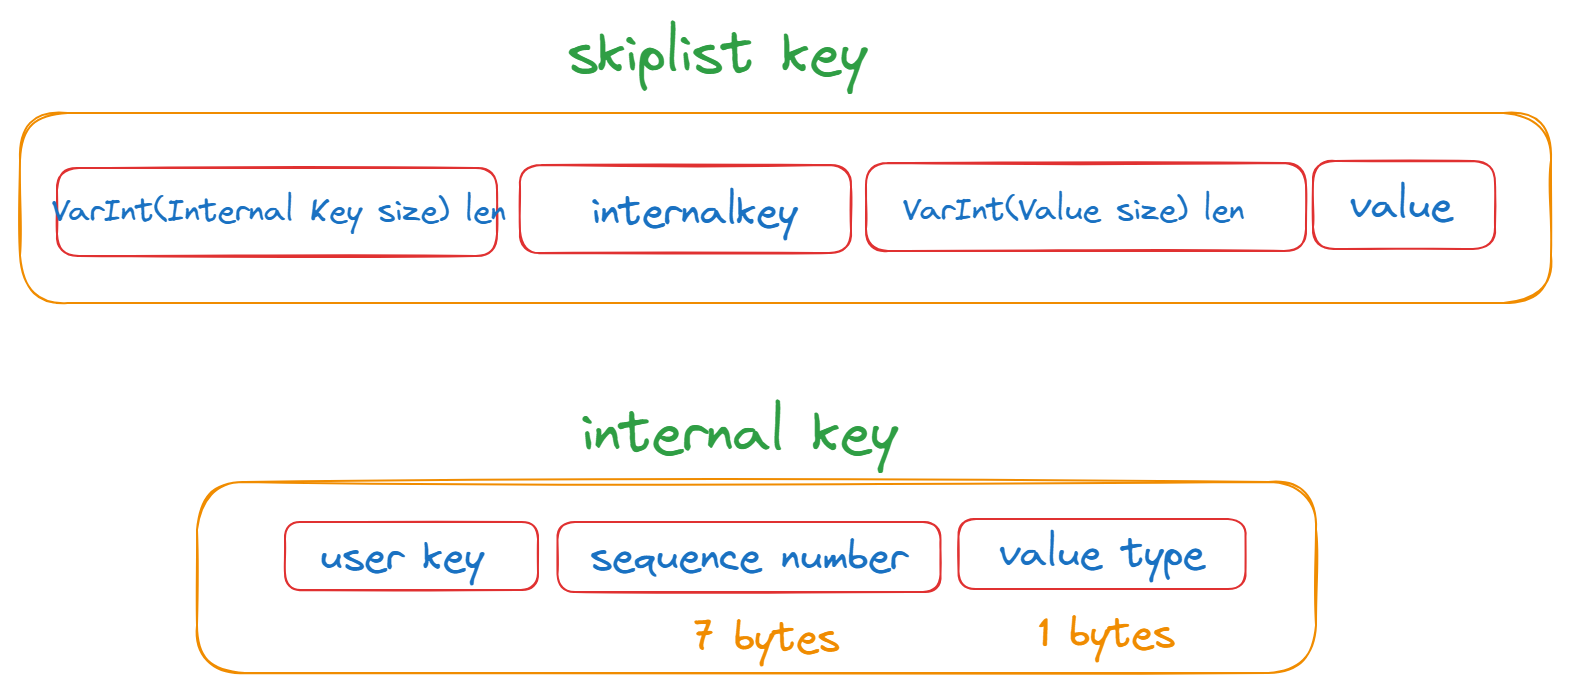 skiplist key
VarInt(Internal Key size) len
internalkey
VarInt(Value size) len
value
internal key
user key
sequence number
value type
7 bytes
1 bytes